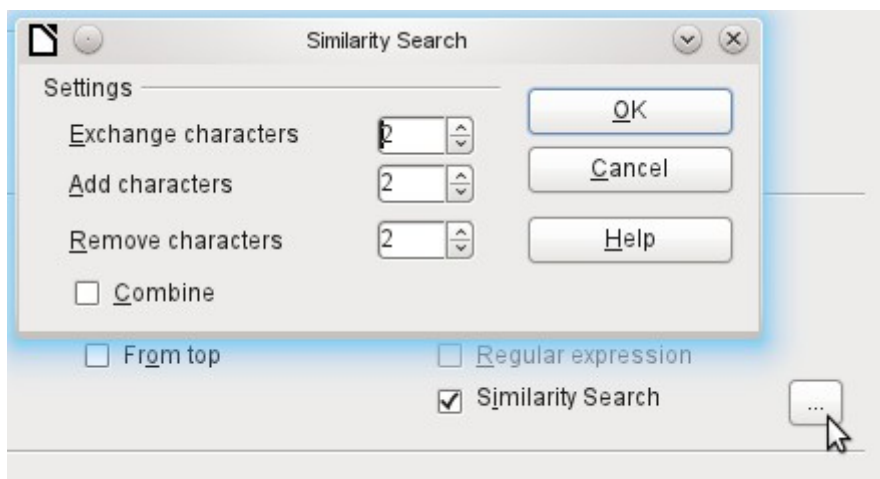 Similarity Search
Settings
Exchange characters 2
OK
Add characters 2
Cancel
Remove characters 2
Help
Combine
From top
Regular expression
Similarity Search
...